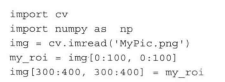 import cv
import numpy as  np
img = cv.imread('MyPic.png')
my_roi = img[0:100, 0:100]
img[300:400, 300:400] = my_roi